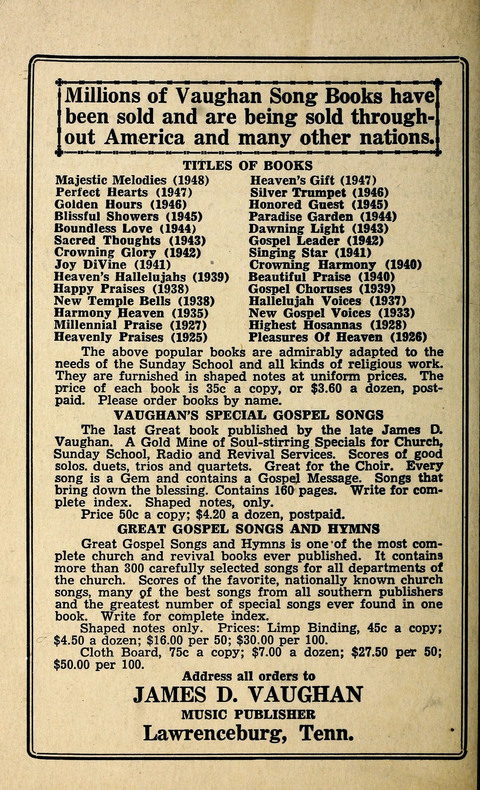 Millions of Vaughan Song Books have
been sold and are being sold through-
out America and many other nations.
TITLES OF BOOKS
Majestic Melodies (1948) Heaven's Gift (1947)
Perfect Hearts (1947) Silver Trumpet (1946)
Golden Hours (1946) Honored Guest (1945)
Blissful Showers (1945) Paradise Garden (1944)
Boundless Love (1944) Dawning Light (1943)
Sacred Thoughts (1943) Gospel Leader (1942)
Crowning Glory (1942) Singing Star (1941)
Joy DiVine (1941) Crowning Harmony (1940)
Heaven's Hallelujahs (1939) Beautiful Praise (1940)
Happy Praises (1938) Gospel Choruses (1939)
New Temple Bells (1938) Hallelujah Voices (1937)
Harmony Heaven (1935) New Gospel Voices (1933)
Millennial Praise (1927) Highest Hosannas (1928)
Heavenly Praises (1925) Pleasures Of Heaven (1926)
The above popular books are admirably adapted to the
needs of the Sunday School and all kinds of religious work.
They are furnished in shaped notes at uniform prices. The
price of each book is 35c a copy, or $3.60 a dozen, post-
paid. Please order books by name.
VAUGHAN'S SPECIAL GOSPEL SONGS
The last Great book published by the late James D.
Vaughan. A Gold Mine of Soul-stirring Specials for Church,
Sunday School, Radio and Revival Services. Scores of good
solos. duets, trios and quartets. Great for the Choir. Every
song is a Gem and contains a Gospel Message. Songs that
bring down the blessing. Contains 160 pages. Write for com-
plete index. Shaped notes, only.
Price 50c a copy; $4.20 a dozen, postpaid.
GREAT GOSPEL SONGS AND HYMNS
Great Gospel Songs and Hymns is one of the most com-
plete church and revival books ever published. It contains
more than 300 carefully selected songs for all departments of
the church. Scores of the favorite, nationally known church
songs, many of the best songs from all southern publishers
and the greatest number of special songs ever found in one
book. Write for complete index.
Shaped notes only. Prices: Limp Binding, 45c a copy;
$4.50 a dozen; $16.00 per 50; $30.00 per 100.
Cloth Board, 75c a copy; $7.00 a dozen; $27.50 per 50;
$50.00 per 100.
Address all orders to
JAMES D. VAUGHAN
MUSIC PUBLISHER
Lawrenceburg, Tenn.